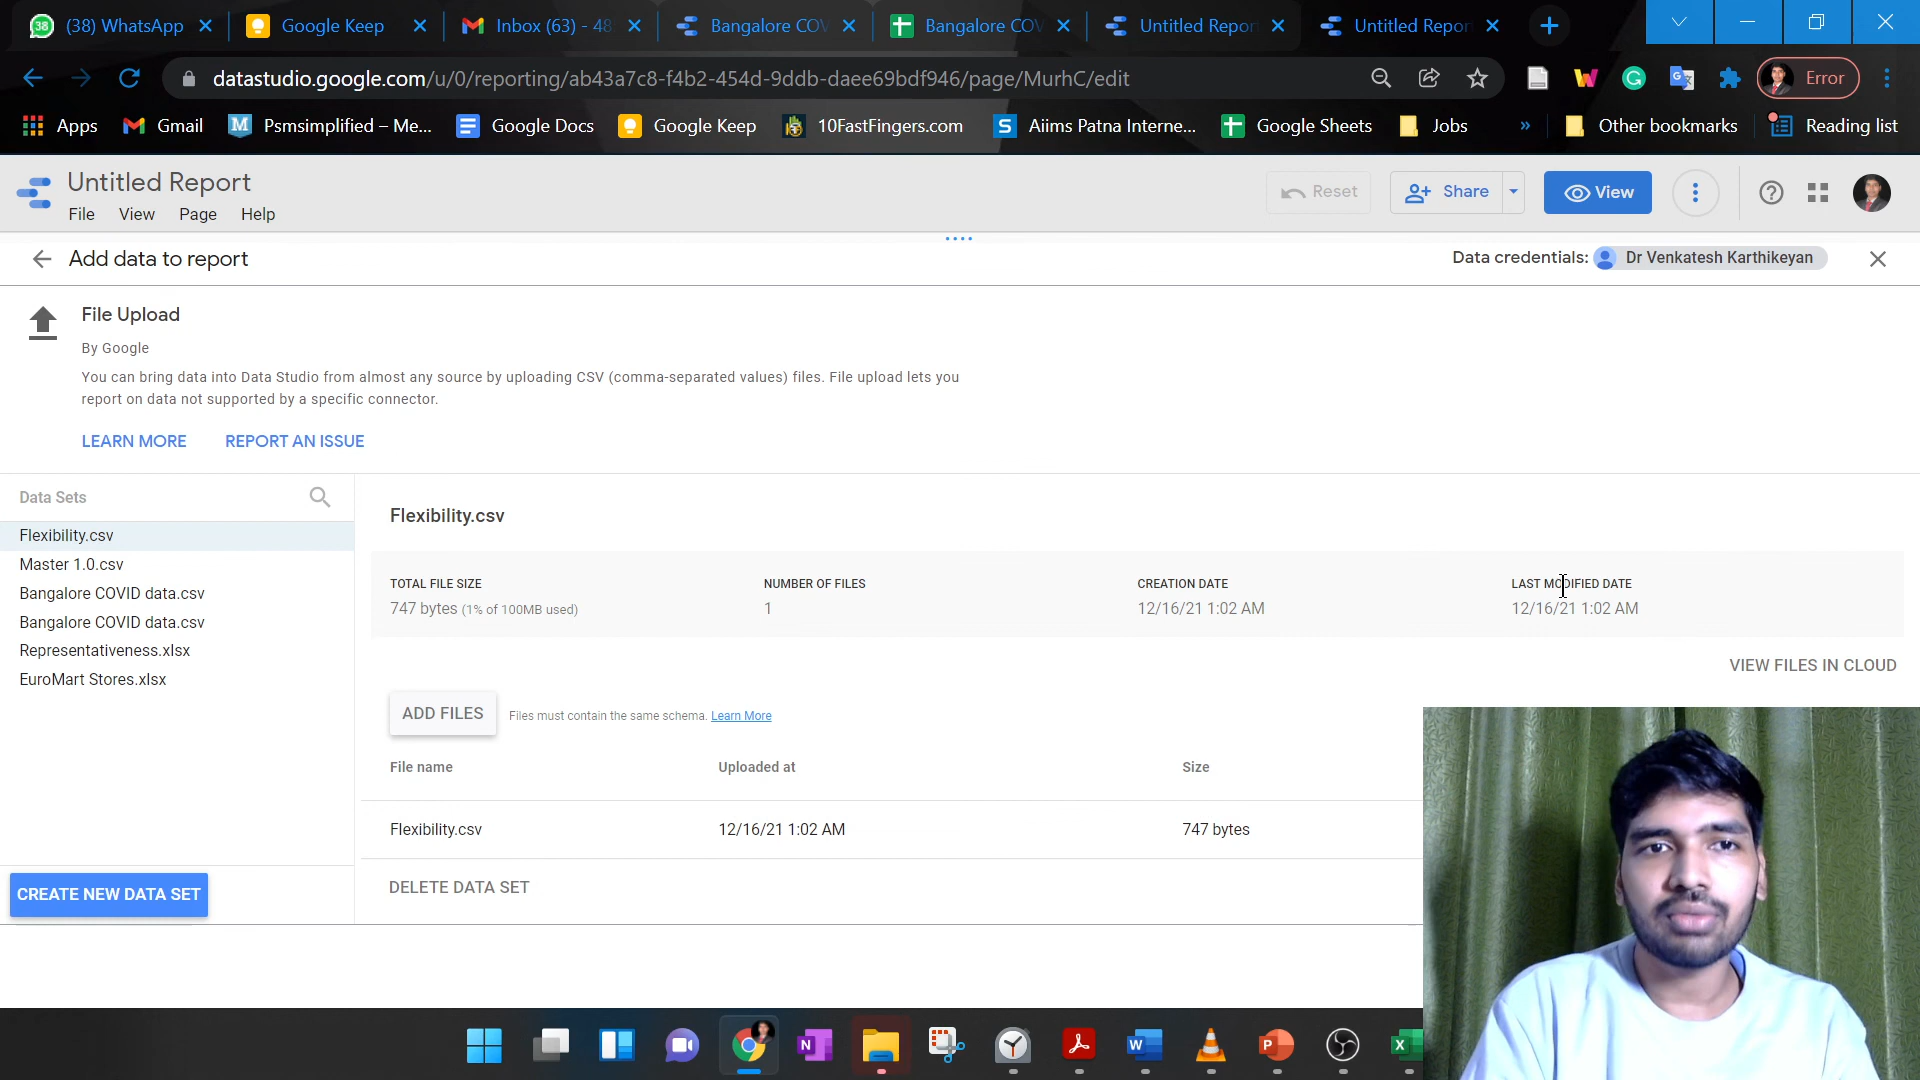 (38) WhatsApp
Google Keep
Inbox (63) - 48
Bangalore COV
Bangalore COV
Untitled Repor
Untitled Repor
datastudio.google.com/u/0/reporting/ab43a7c8-f4b2-454d-9ddb-daee69bdf946/page/MurhC/edit
Error
Apps
Gmail
Psmsimplified – Me...
Google Docs
Google Keep
10FastFingers.com
Aiims Patna Interne...
Google Sheets
Jobs
»
Other bookmarks
Reading list
Untitled Report
File View Page Help
Reset
Share
View
Add data to report
Data credentials: Dr Venkatesh Karthikeyan
File Upload
By Google
You can bring data into Data Studio from almost any source by uploading CSV (comma-separated values) files. File upload lets you
report on data not supported by a specific connector.
LEARN MORE REPORT AN ISSUE
Data Sets
Flexibility.csv
Master 1.0.csv
Bangalore COVID data.csv
Bangalore COVID data.csv
Representativeness.xlsx
EuroMart Stores.xlsx
CREATE NEW DATA SET
Flexibility.csv
TOTAL FILE SIZE NUMBER OF FILES CREATION DATE LAST MODIFIED DATE
747 bytes (1% of 100MB used) 1 12/16/21 1:02 AM 12/16/21 1:02 AM
VIEW FILES IN CLOUD
ADD FILES Files must contain the same schema. Learn More
File name Uploaded at Size
Flexibility.csv 12/16/21 1:02 AM 747 bytes
DELETE DATA SET